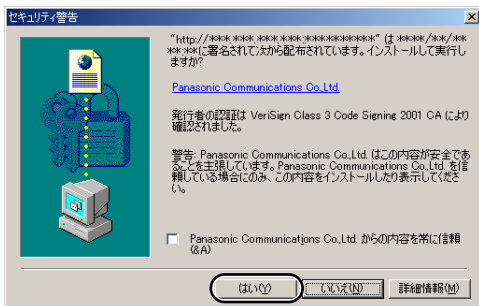 セキュリティ警告
"http://***.***.***.***:***********" は ****/**/**
**:**に署名されて次から配布されています。インストールして実行し
ますか?
Panasonic Communications Co.,Ltd.
発行者の認証は VeriSign Class 3 Code Signing 2001 CA により
確認されました。
警告: Panasonic Communications Co.,Ltd. はこの内容が安全であ
ることを主張しています。Panasonic Communications Co.,Ltd. を信
頼している場合にのみ、この内容をインストールしたり表示してくださ
い。
Panasonic Communications Co.,Ltd. からの内容を常に信頼
(&A)
はい(Y)
いいえ(N)
詳細情報(M)